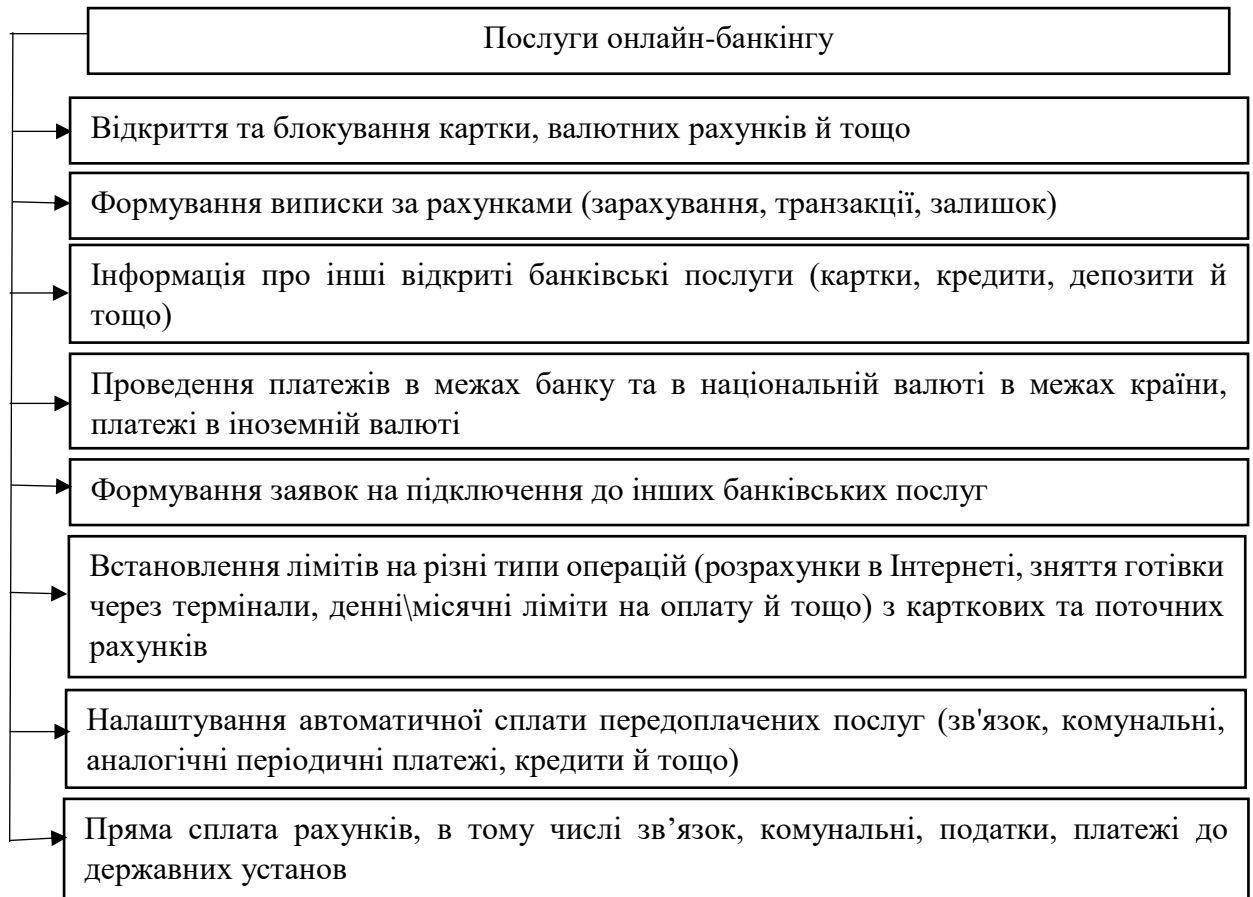 Послуги онлайн-банкінгу
Відкриття та блокування картки, валютних рахунків й тощо
Формування виписки за рахунками (зарахування, транзакції, залишок)
Інформація про інші відкриті банківські послуги (картки, кредити, депозити й
тощо)
Проведення платежів в межах банку та в національній валюті в межах країни,
платежі в іноземній валюті
Формування заявок на підключення до інших банківських послуг
Встановлення лімітів на різні типи операцій (розрахунки в Інтернеті, зняття готівки
через термінали, денні\місячні ліміти на оплату й тощо) з карткових та поточних
рахунків
Налаштування автоматичної сплати передоплачених послуг (зв'язок, комунальні,
аналогічні періодичні платежі, кредити й тощо)
Пряма сплата рахунків, в тому числі зв’язок, комунальні, податки, платежі до
державних установ